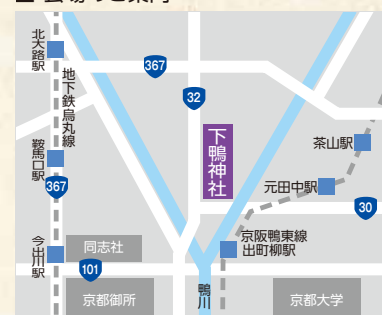 北大路駅
地下鉄烏丸線
367
32
下鴨神社
茶山駅
鞍馬口駅
367
元田中駅
30
今出川駅
同志社
101
京阪鴨東線
出町柳駅
京都御所
鴨川
京都大学